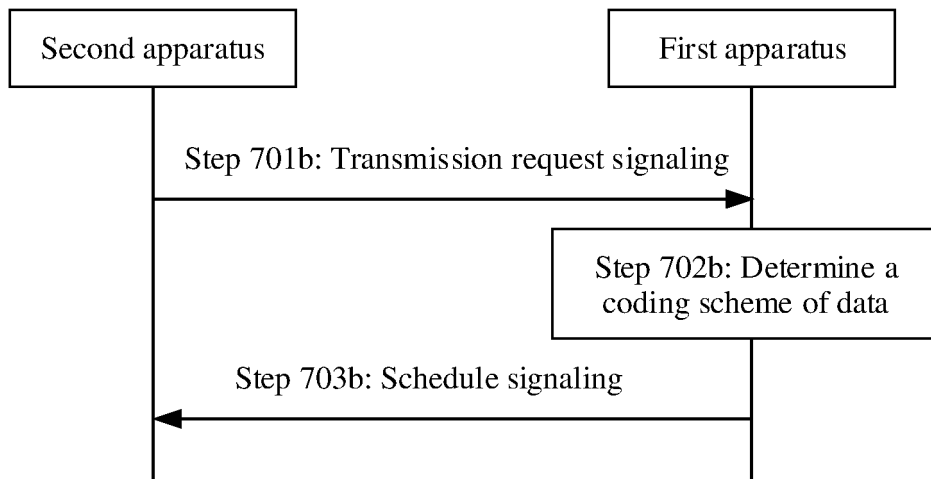 Second apparatus
First apparatus
Step 701b: Transmission request signaling
Step 702b: Determine a
coding scheme of data
Step 703b: Schedule signaling